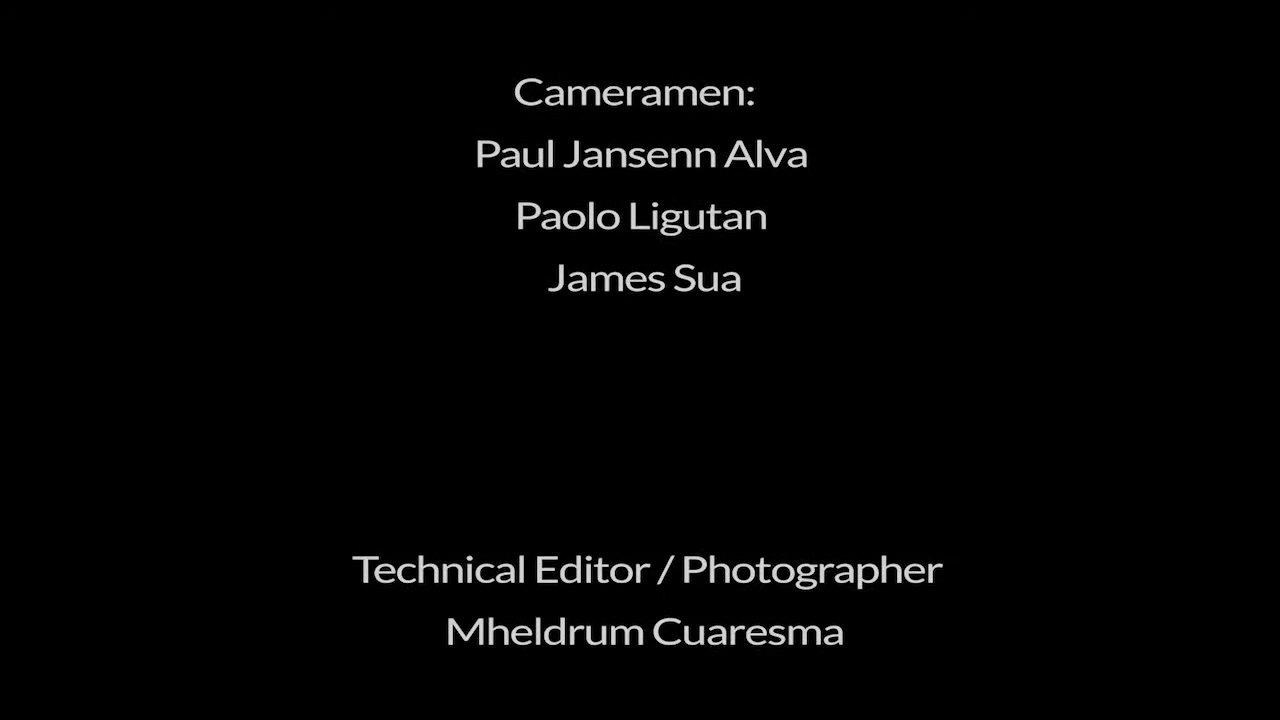 Cameramen:
Paul Jansenn Alva
Paolo Ligutan
James Sua
Technical Editor / Photographer
Mheldrum Cuaresma